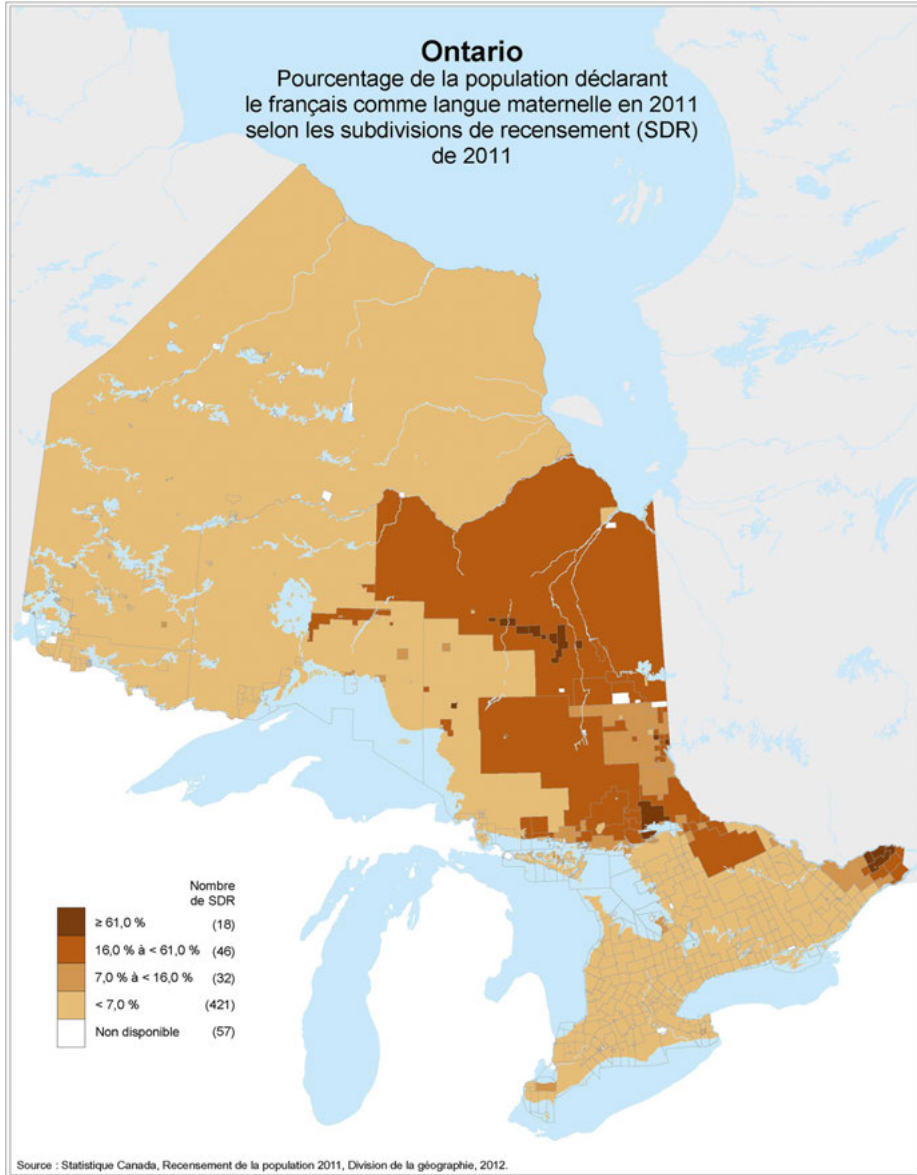 Ontario
Pourcentage de la population déclarant
le français comme langue maternelle en 2011
selon les subdivisions de recensement (SDR)
de 2011
Nombre
de SDR
≥ 61,0 % (18)
16,0 % à < 61,0 % (46)
7,0 % à < 16,0 % (32)
< 7,0 % (421)
Non disponible (57)
Source : Statistique Canada, Recensement de la population 2011, Division de la géographie, 2012.